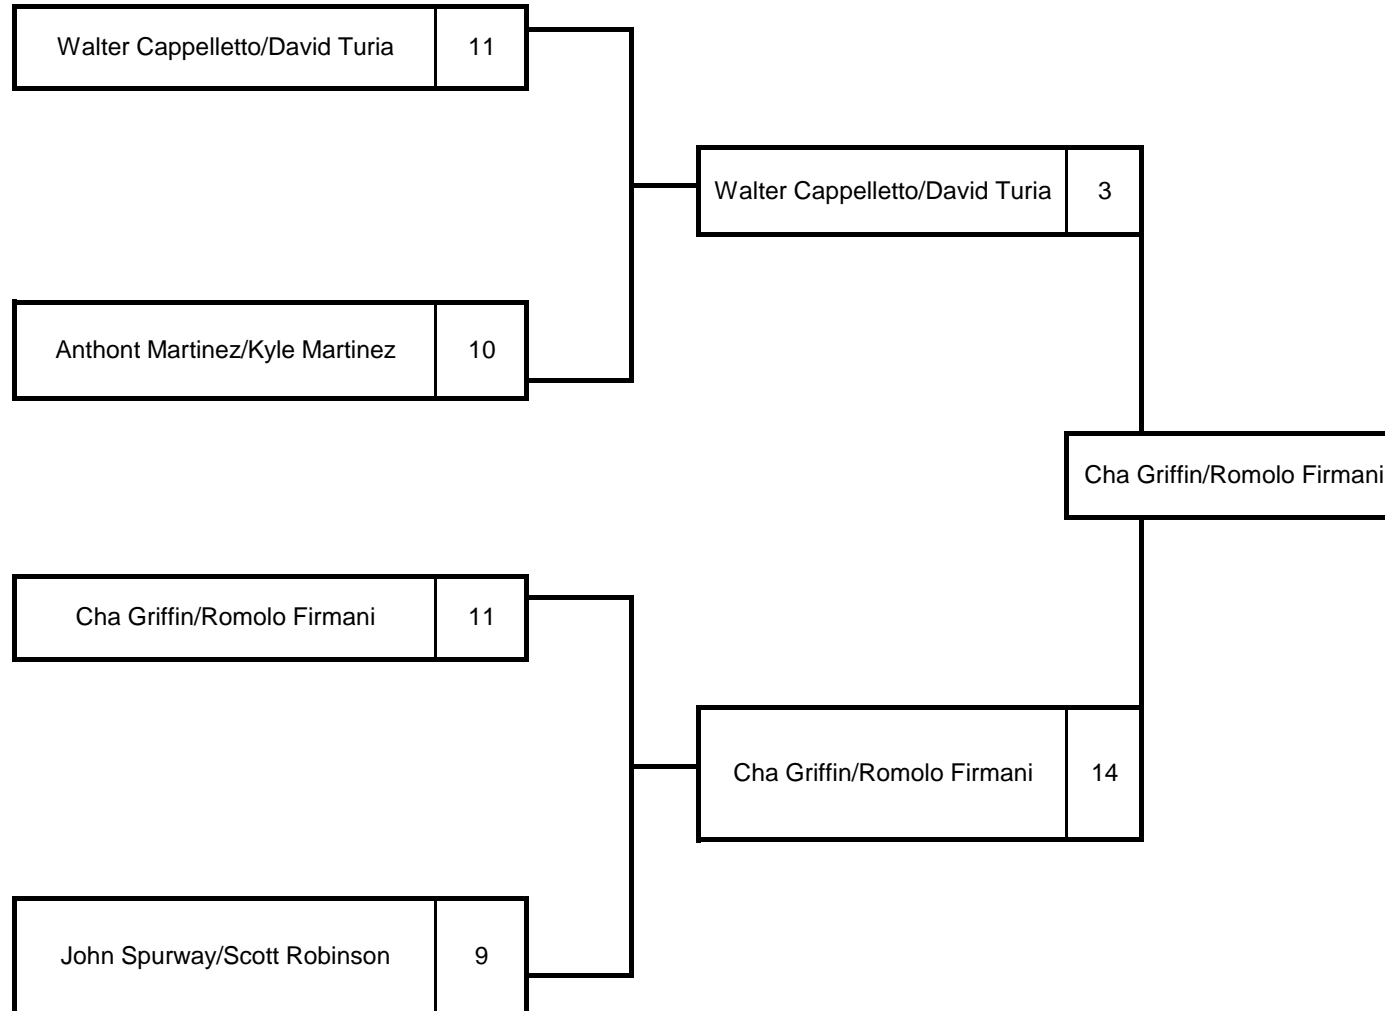 Walter Cappelletto/David Turia 11
Walter Cappelletto/David Turia 3
Anthont Martinez/Kyle Martinez 10
Cha Griffin/Romolo Firmani
Cha Griffin/Romolo Firmani 11
Cha Griffin/Romolo Firmani 14
John Spurway/Scott Robinson 9